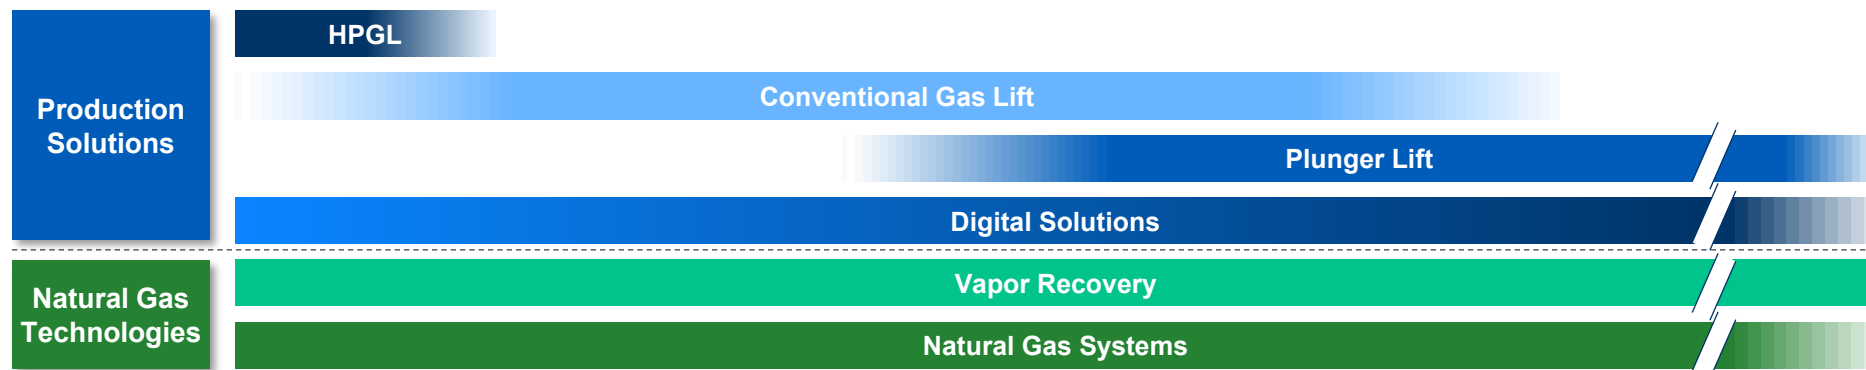 Production
Solutions
HPGL
Conventional Gas Lift
Plunger Lift
Digital Solutions
Natural Gas
Technologies
Vapor Recovery
Natural Gas Systems